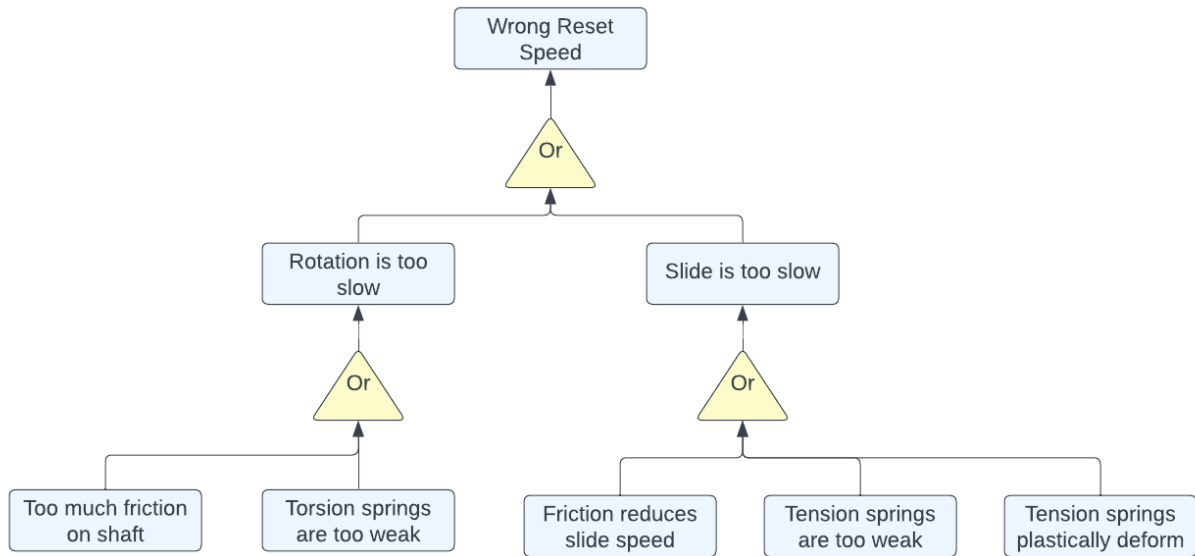 Wrong Reset
Speed
Or
Rotation is too
slow
Slide is too slow
Or
Or
Too much friction
on shaft
Torsion springs
are too weak
Friction reduces
slide speed
Tension springs
are too weak
Tension springs
plastically deform